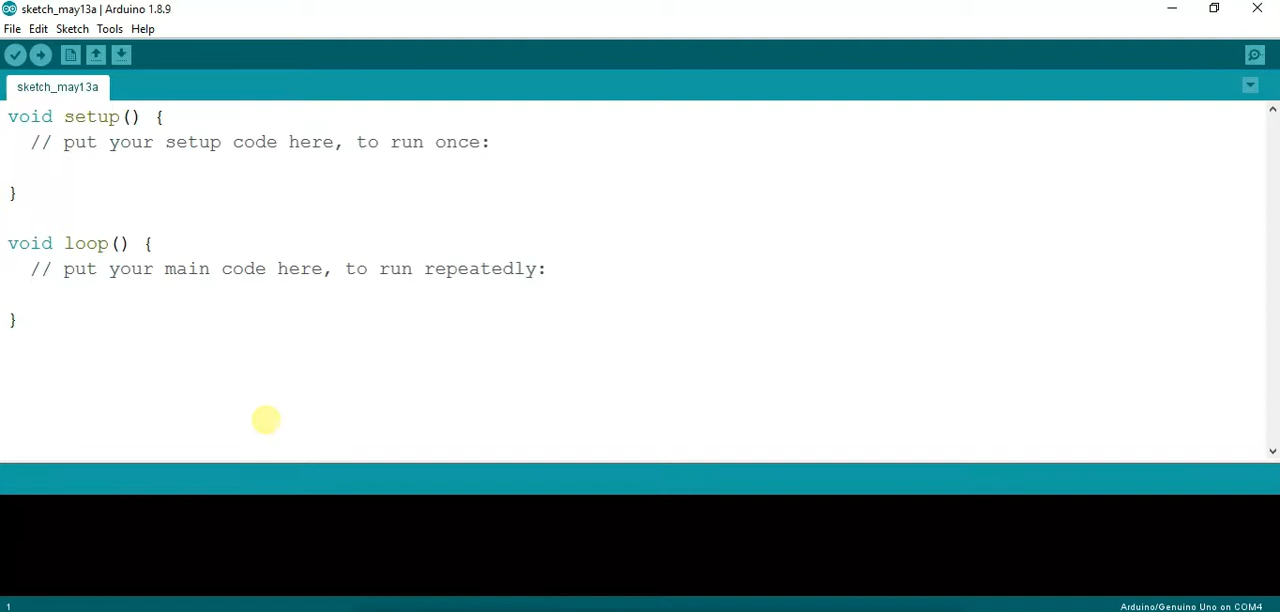 sketch_may13a | Arduino 1.8.9
File Edit Sketch Tools Help
sketch_may13a
void setup() {
// put your setup code here, to run once:
}
void loop() {
// put your main code here, to run repeatedly:
}
1
Arduino/Genuino Uno on COM4